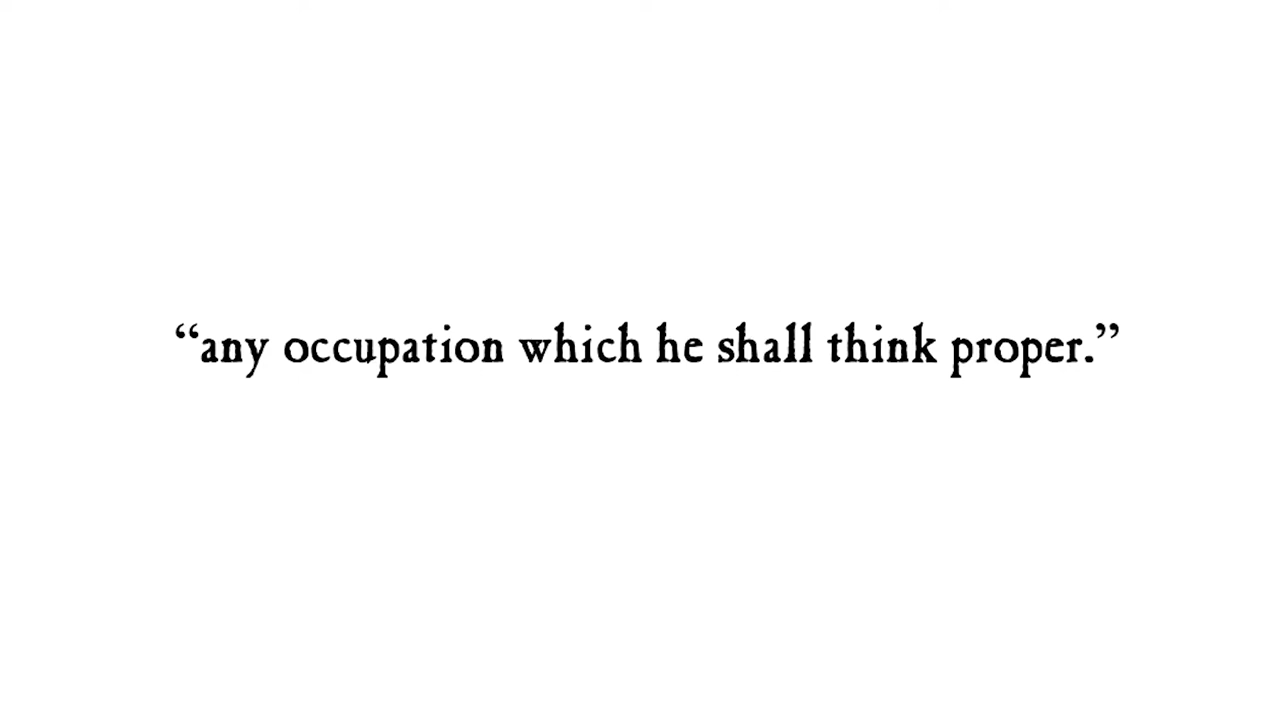 “any occupation which he shall think proper.”